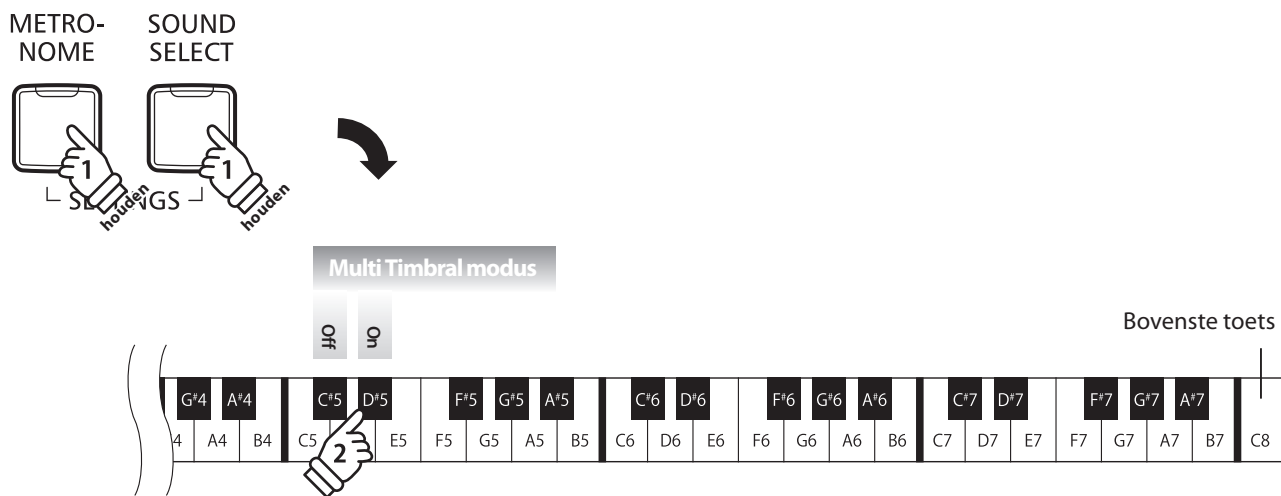 METRO-
NOME
SOUND
SELECT
1
1
houden
houden
SETTINGS
Multi Timbral modus
Off
On
Bovenste toets
G#4 A#4 C#5 D#5 F#5 G#5 A#5 C#6 D#6 F#6 G#6 A#6 C#7 D#7 F#7 G#7 A#7
4 A4 B4 C5 E5 F5 G5 A5 B5 C6 D6 E6 F6 G6 A6 B6 C7 D7 E7 F7 G7 A7 B7 C8
2